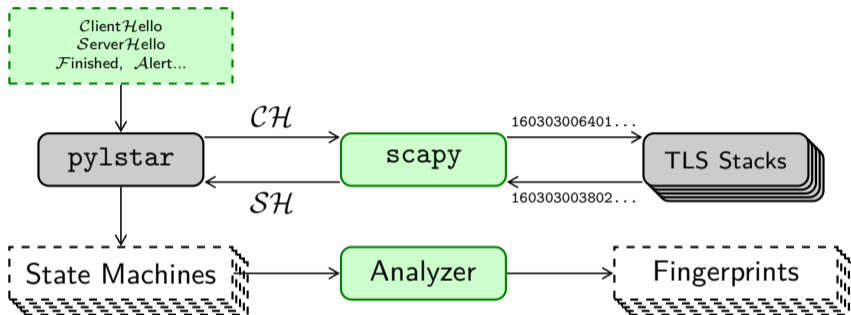 ClientHello
ServerHello
Finished, Alert...
CH
160303006401...
pylstar
scapy
TLS Stacks
SH
160303003802...
State Machines
Analyzer
Fingerprints